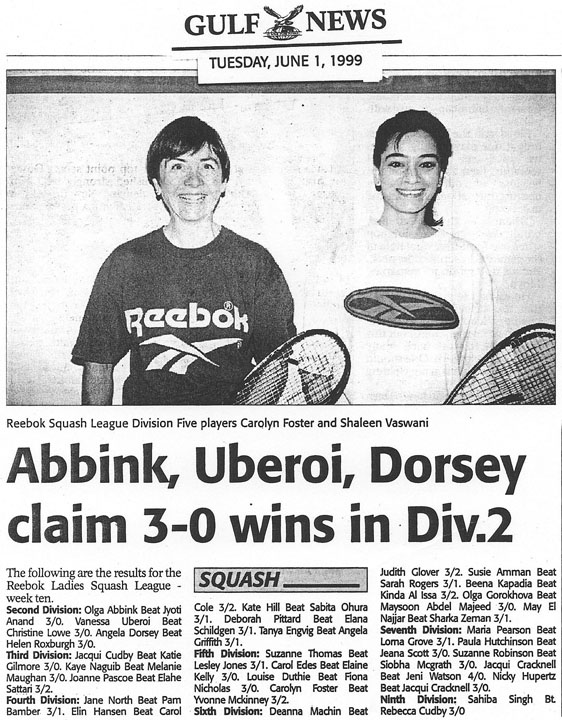 GULF NEWS
TUESDAY, JUNE 1, 1999
Reebok®
Reebok Squash League Division Five players Carolyn Foster and Shaleen Vaswani
Abbink, Uberoi, Dorsey
claim 3-0 wins in Div.2
The following are the results for the
Reebok Ladies Squash League -
week ten.
Second Division: Olga Abbink Beat Jyoti
Anand 3/0. Vanessa Uberoi Beat
Christine Lowe 3/0. Angela Dorsey Beat
Helen Roxburgh 3/0.
Third Division: Jacqui Cudby Beat Katie
Gilmore 3/0. Kaye Naguib Beat Melanie
Maughan 3/0. Joanne Pascoe Beat Elahe
Sattari 3/2.
Fourth Division: Jane North Beat Pam
Bamber 3/1. Elin Hansen Beat Carol
SQUASH
Cole 3/2. Kate Hill Beat Sabita Ohura
3/1. Deborah Pittard Beat Elana
Schildgen 3/1. Tanya Engvig Beat Angela
Griffith 3/1.
Fifth Division: Suzanne Thomas Beat
Lesley Jones 3/1. Carol Edes Beat Elaine
Kelly 3/0. Louise Duthie Beat Fiona
Nicholas 3/0. Carolyn Foster Beat
Yvonne Mckinney 3/2.
Sixth Division: Deanna Machin Beat
Judith Glover 3/2. Susie Amman Beat
Sarah Rogers 3/1. Beena Kapadia Beat
Kinda Al Issa 3/2. Olga Gorokhova Beat
Maysoon Abdel Majeed 3/0. May El
Najjar Beat Sharka Zeman 3/1.
Seventh Division: Maria Pearson Beat
Lorna Grove 3/1. Paula Hutchinson Beat
Jeana Scott 3/0. Suzanne Robinson Beat
Siobha Mcgrath 3/0. Jacqui Cracknell
Beat Jeni Watson 4/0. Nicky Hupertz
Beat Jacqui Cracknell 3/0.
Ninth Division; Sahiba Singh Bt.
Rebecca Cudby 3/0